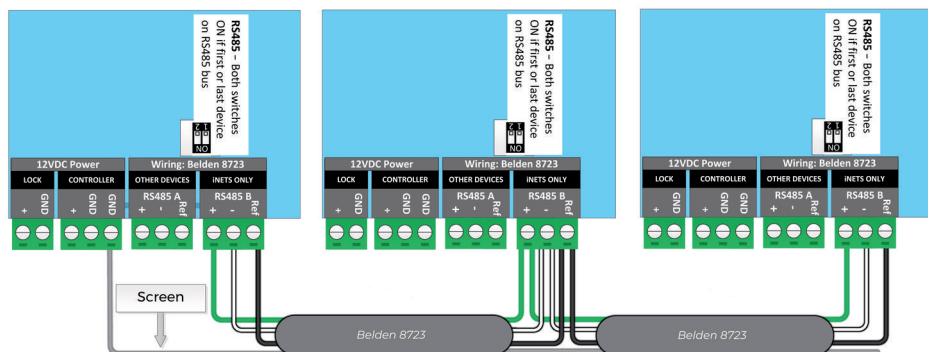 RS485 – Both switches
ON if first or last device
on RS485 bus
1 2
ON
12VDC Power
Wiring: Belden 8723
LOCK
CONTROLLER
OTHER DEVICES
iNETS ONLY
RS485 A
RS485 B
+ GND + GND GND + - Ref + - Ref
RS485 – Both switches
ON if first or last device
on RS485 bus
1 2
ON
12VDC Power
Wiring: Belden 8723
LOCK
CONTROLLER
OTHER DEVICES
iNETS ONLY
RS485 A
RS485 B
+ GND + GND GND + - Ref + - Ref
RS485 – Both switches
ON if first or last device
on RS485 bus
1 2
ON
12VDC Power
Wiring: Belden 8723
LOCK
CONTROLLER
OTHER DEVICES
iNETS ONLY
RS485 A
RS485 B
+ GND + GND GND + - Ref + - Ref
Screen
Belden 8723
Belden 8723